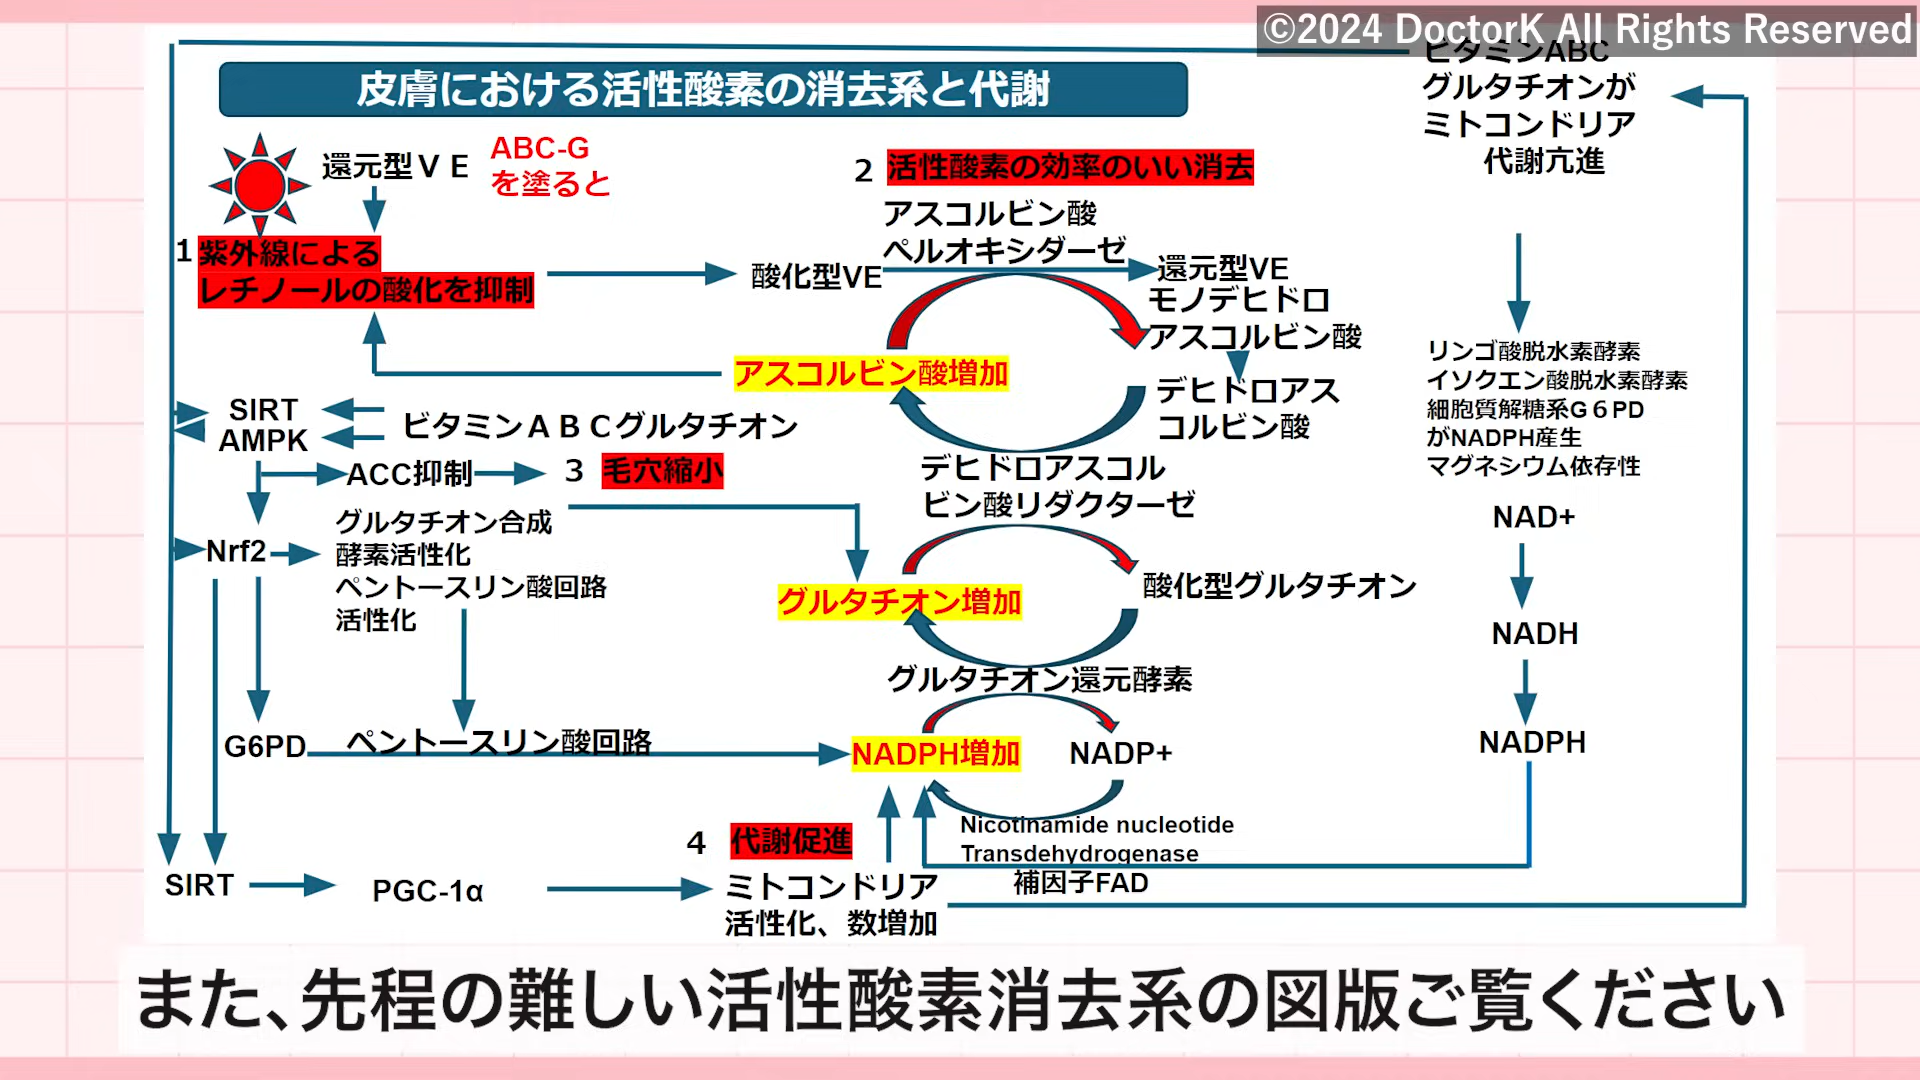 ©2024 DoctorK All Rights Reserved
皮膚における活性酸素の消去系と代謝
ビタミンABC
グルタチオンが
ミトコンドリア
代謝亢進
還元型ＶＥ
ABC-G
を塗ると
1 紫外線による
レチノールの酸化を抑制
2 活性酸素の効率のいい消去
アスコルビン酸
ペルオキシダーゼ
酸化型VE
還元型VE
モノデヒドロ
アスコルビン酸
アスコルビン酸増加
デヒドロアス
コルビン酸
デヒドロアスコル
ビン酸リダクターゼ
SIRT
AMPK
ビタミンＡＢＣグルタチオン
ACC抑制
3 毛穴縮小
Nrf2
グルタチオン合成
酵素活性化
ペントースリン酸回路
活性化
グルタチオン増加
酸化型グルタチオン
グルタチオン還元酵素
G6PD
ペントースリン酸回路
NADPH増加
NADP+
Nicotinamide nucleotide
Transdehydrogenase
補因子FAD
4 代謝促進
SIRT
PGC-1α
ミトコンドリア
活性化、数増加
リンゴ酸脱水素酵素
イソクエン酸脱水素酵素
細胞質解糖系G６PD
がNADPH産生
マグネシウム依存性
NAD+
NADH
NADPH
また､先程の難しい活性酸素消去系の図版ご覧ください